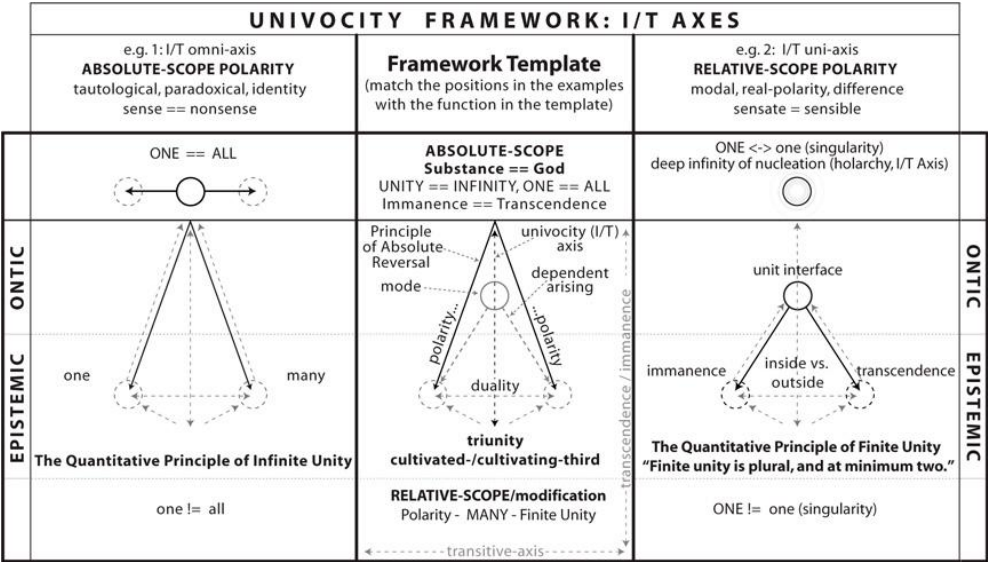 UNIVOCITY FRAMEWORK: I/T AXES
e.g. 1: I/T omni-axis
ABSOLUTE-SCOPE POLARITY
tautological, paradoxical, identity
sense == nonsense
Framework Template
(match the positions in the examples
with the function in the template)
e.g. 2: I/T uni-axis
RELATIVE-SCOPE POLARITY
modal, real-polarity, difference
sensate = sensible
ONE == ALL
ABSOLUTE-SCOPE
Substance == God
UNITY == INFINITY, ONE == ALL
Immanence == Transcendence
ONE <-> one (singularity)
deep infinity of nucleation (holarchy, I/T Axis)
ONTIC
EPISTEMIC
one
many
The Quantitative Principle of Infinite Unity
one != all
Principle
of Absolute
Reversal
univocity (I/T)
axis
mode
dependent
arising
polarity...
...polarity
duality
triunity
cultivated-/cultivating-third
RELATIVE-SCOPE/modification
Polarity - MANY - Finite Unity
transcendence / immanence
transitive-axis
unit interface
immanence
inside vs.
outside
transcendence
The Quantitative Principle of Finite Unity
“Finite unity is plural, and at minimum two.”
ONE != one (singularity)
ONTIC
EPISTEMIC